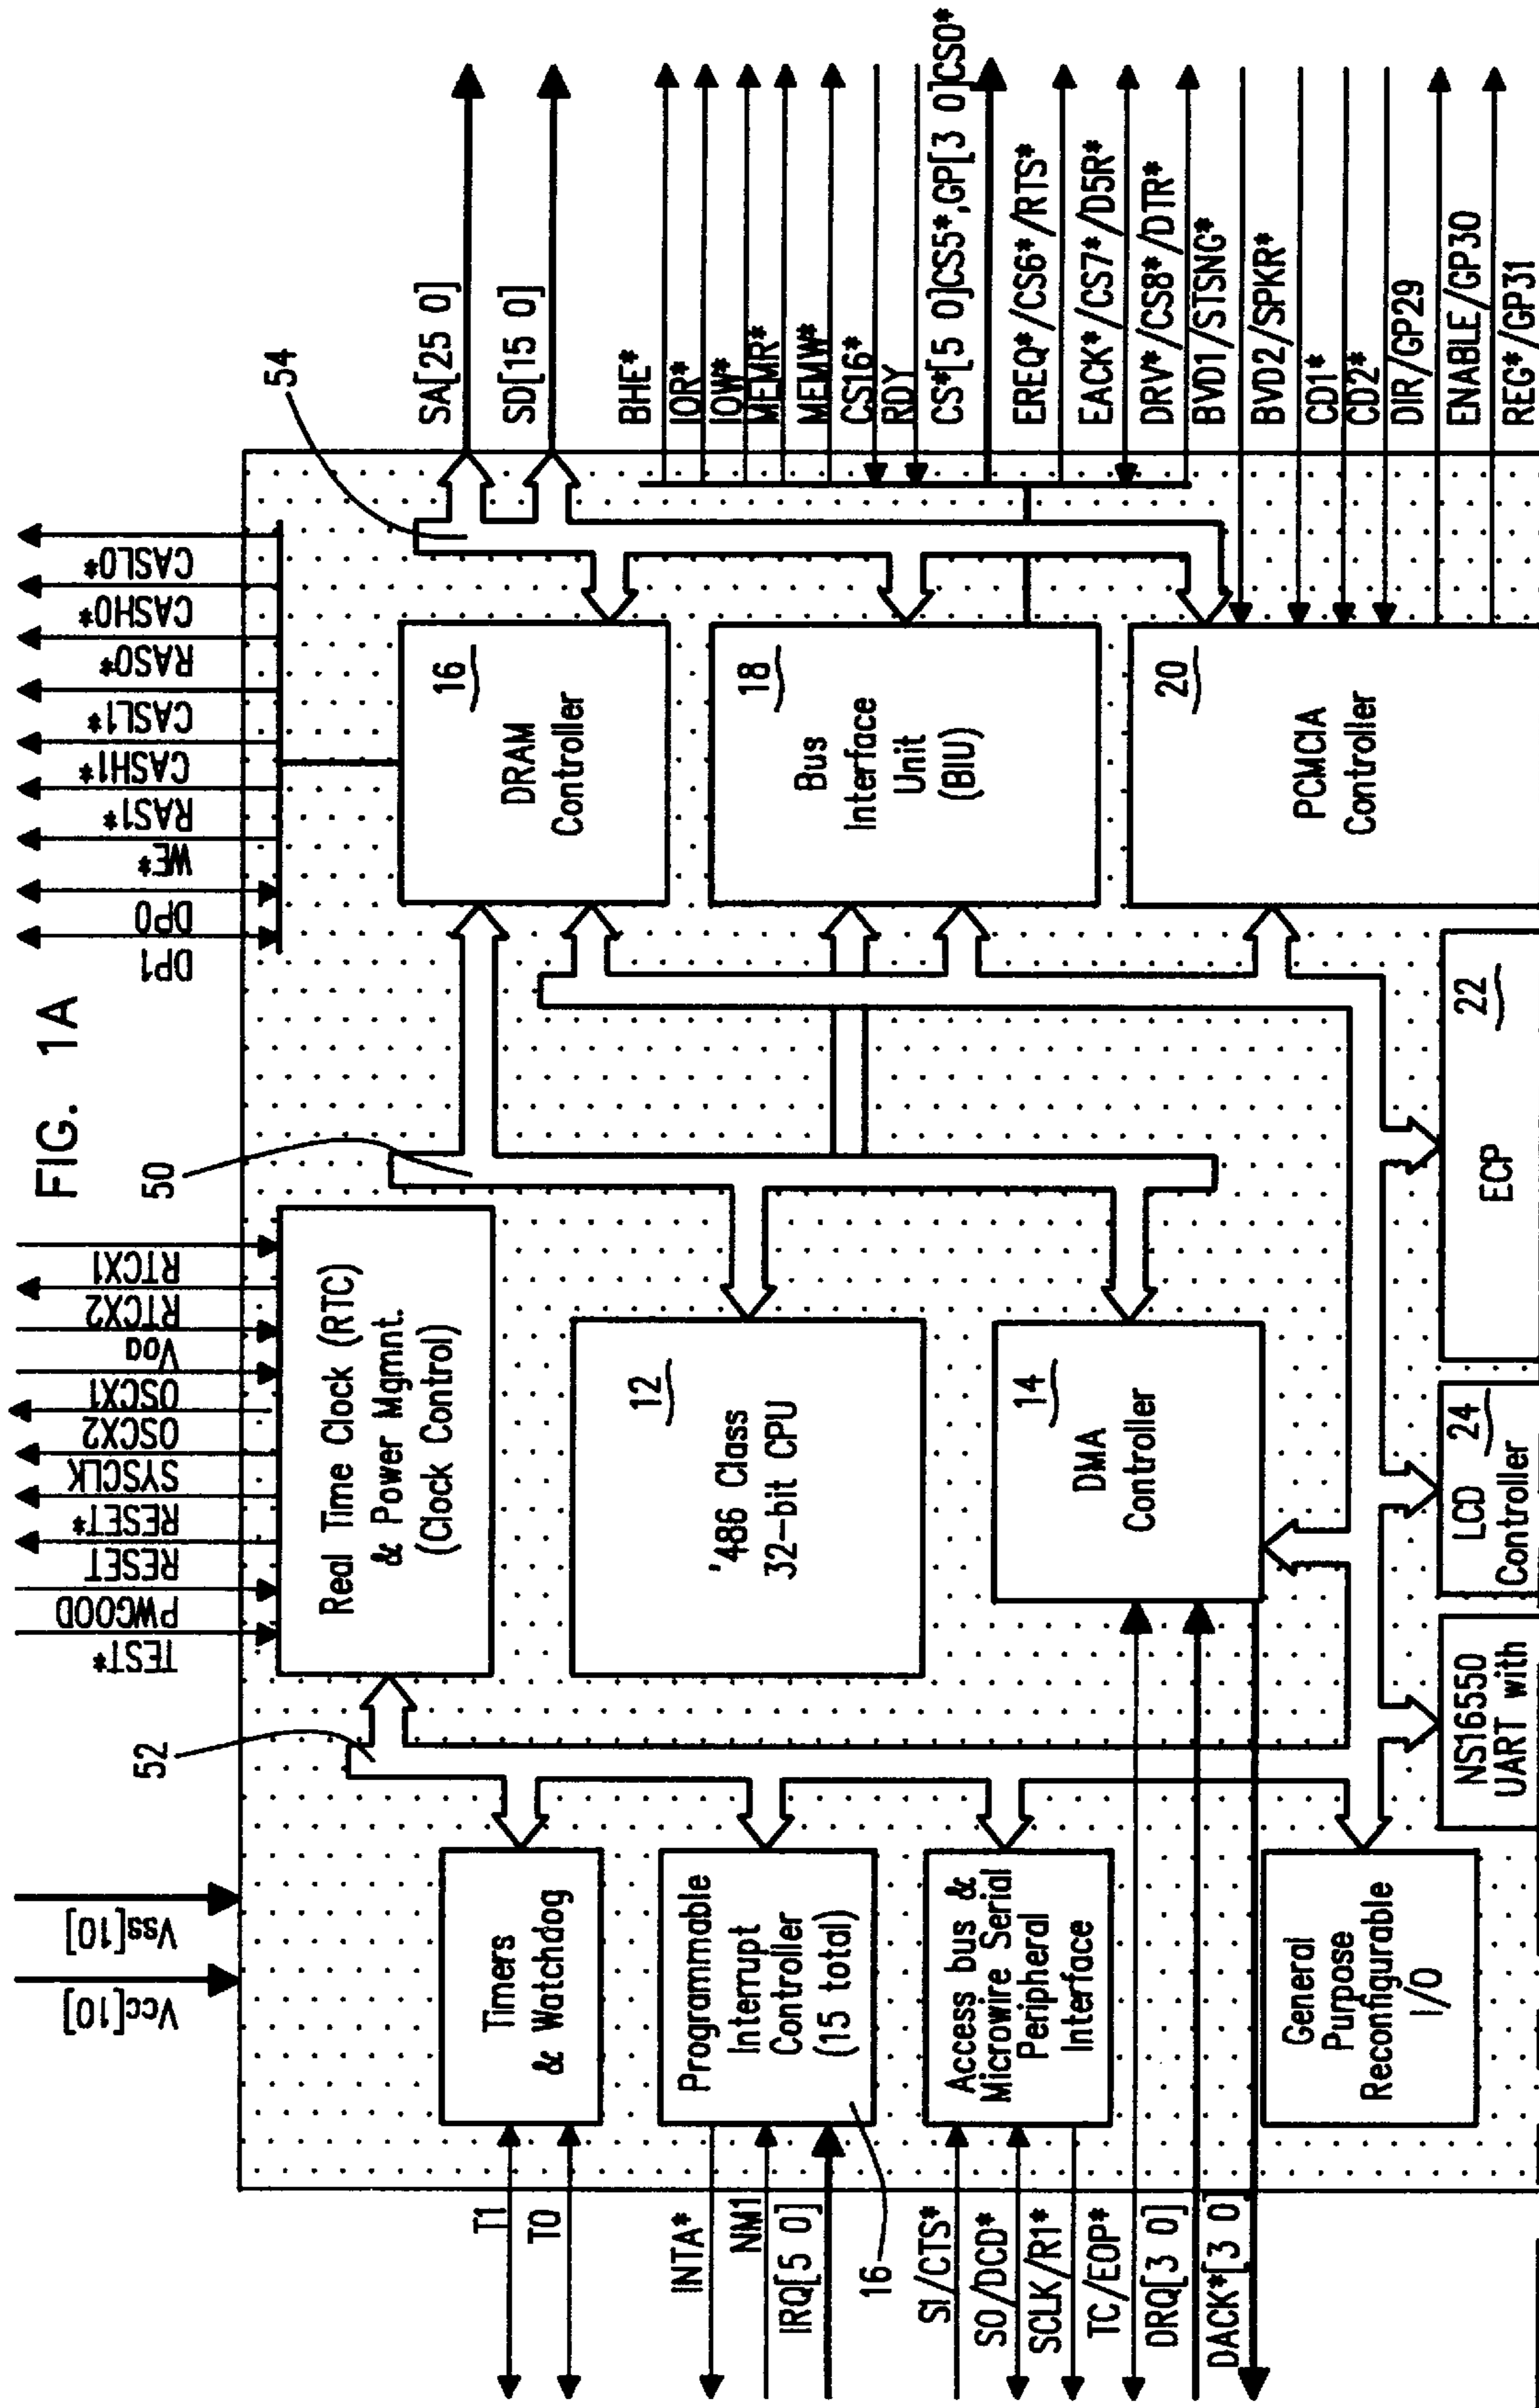 FIG. 1A
Vcc[10]
Vss[10]
TEST*
PWGOOD
RESET
RESET*
SYSCLK
OSCX2
OSCX1
RTCX2
RTCX1
DP1
DP0
WE*
RAS1*
CASH1*
CASL1*
RAS0*
CASH0*
CASL0*
52
50
54
T1
T0
INTA*
NM1
IRQ[5 0]
16
SI/CTS*
SO/DCD*
SCLK/R1*
TC/EOP*
DRQ[3 0]
DACK*[3 0]
Timers
& Watchdog
Programmable
Interrupt
Controller
(15 total)
Access bus &
Microwire Serial
Peripheral
Interface
General
Purpose
Reconfigurable
I/O
Real Time Clock (RTC)
& Power Mgmnt.
(Clock Control)
12
'486 Class
32-bit CPU
14
DMA
Controller
NS16550
UART with
24
LCD
Controller
22
ECP
16
DRAM
Controller
18
Bus
Interface
Unit
(BIU)
20
PCMCIA
Controller
SA[25 0]
SD[15 0]
BHE*
IOR*
IOW*
MEMR*
MEMW*
CS16*
RDY
CS*[5 0]CS5*,GP[3 0]CS0*
EREQ*/CS6*/RTS*
EACK*/CS7*/D5R*
DRV*/CS8*/DTR*
BVD1/STSNG*
BVD2/SPKR*
CD1*
CD2*
DIR/GP29
ENABLE/GP30
REG*/GP31